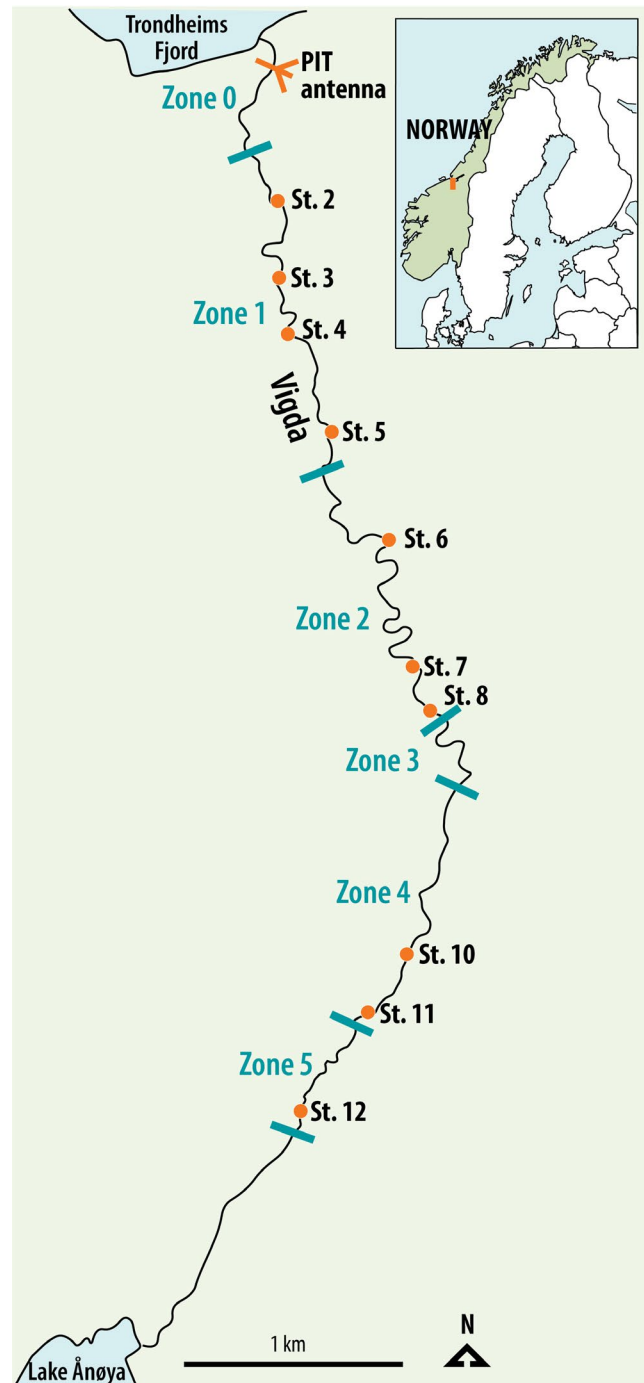 Trondheims
Fjord
PIT
antenna
Zone 0
NORWAY
St. 2
St. 3
Zone 1
St. 4
Vigda
St. 5
St. 6
Zone 2
St. 7
St. 8
Zone 3
Zone 4
St. 10
St. 11
Zone 5
St. 12
1 km
N
Lake Ånøya